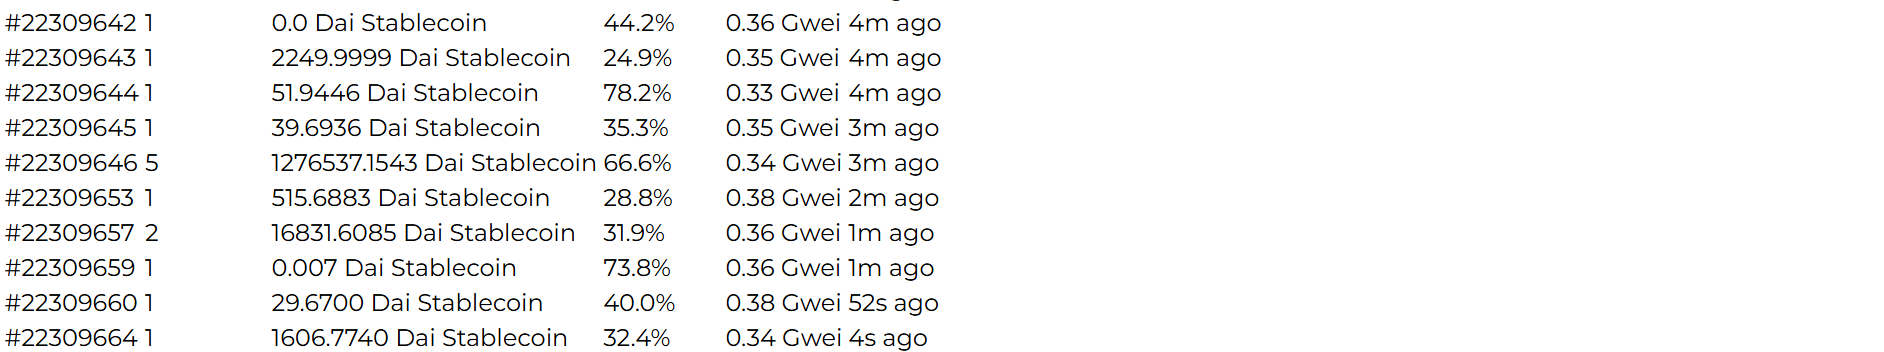 #22309642 1 0.0 Dai Stablecoin 44.2% 0.36 Gwei 4m ago
#22309643 1 2249.9999 Dai Stablecoin 24.9% 0.35 Gwei 4m ago
#22309644 1 51.9446 Dai Stablecoin 78.2% 0.33 Gwei 4m ago
#22309645 1 39.6936 Dai Stablecoin 35.3% 0.35 Gwei 3m ago
#22309646 5 1276537.1543 Dai Stablecoin 66.6% 0.34 Gwei 3m ago
#22309653 1 515.6883 Dai Stablecoin 28.8% 0.38 Gwei 2m ago
#22309657 2 16831.6085 Dai Stablecoin 31.9% 0.36 Gwei 1m ago
#22309659 1 0.007 Dai Stablecoin 73.8% 0.36 Gwei 1m ago
#22309660 1 29.6700 Dai Stablecoin 40.0% 0.38 Gwei 52s ago
#22309664 1 1606.7740 Dai Stablecoin 32.4% 0.34 Gwei 4s ago